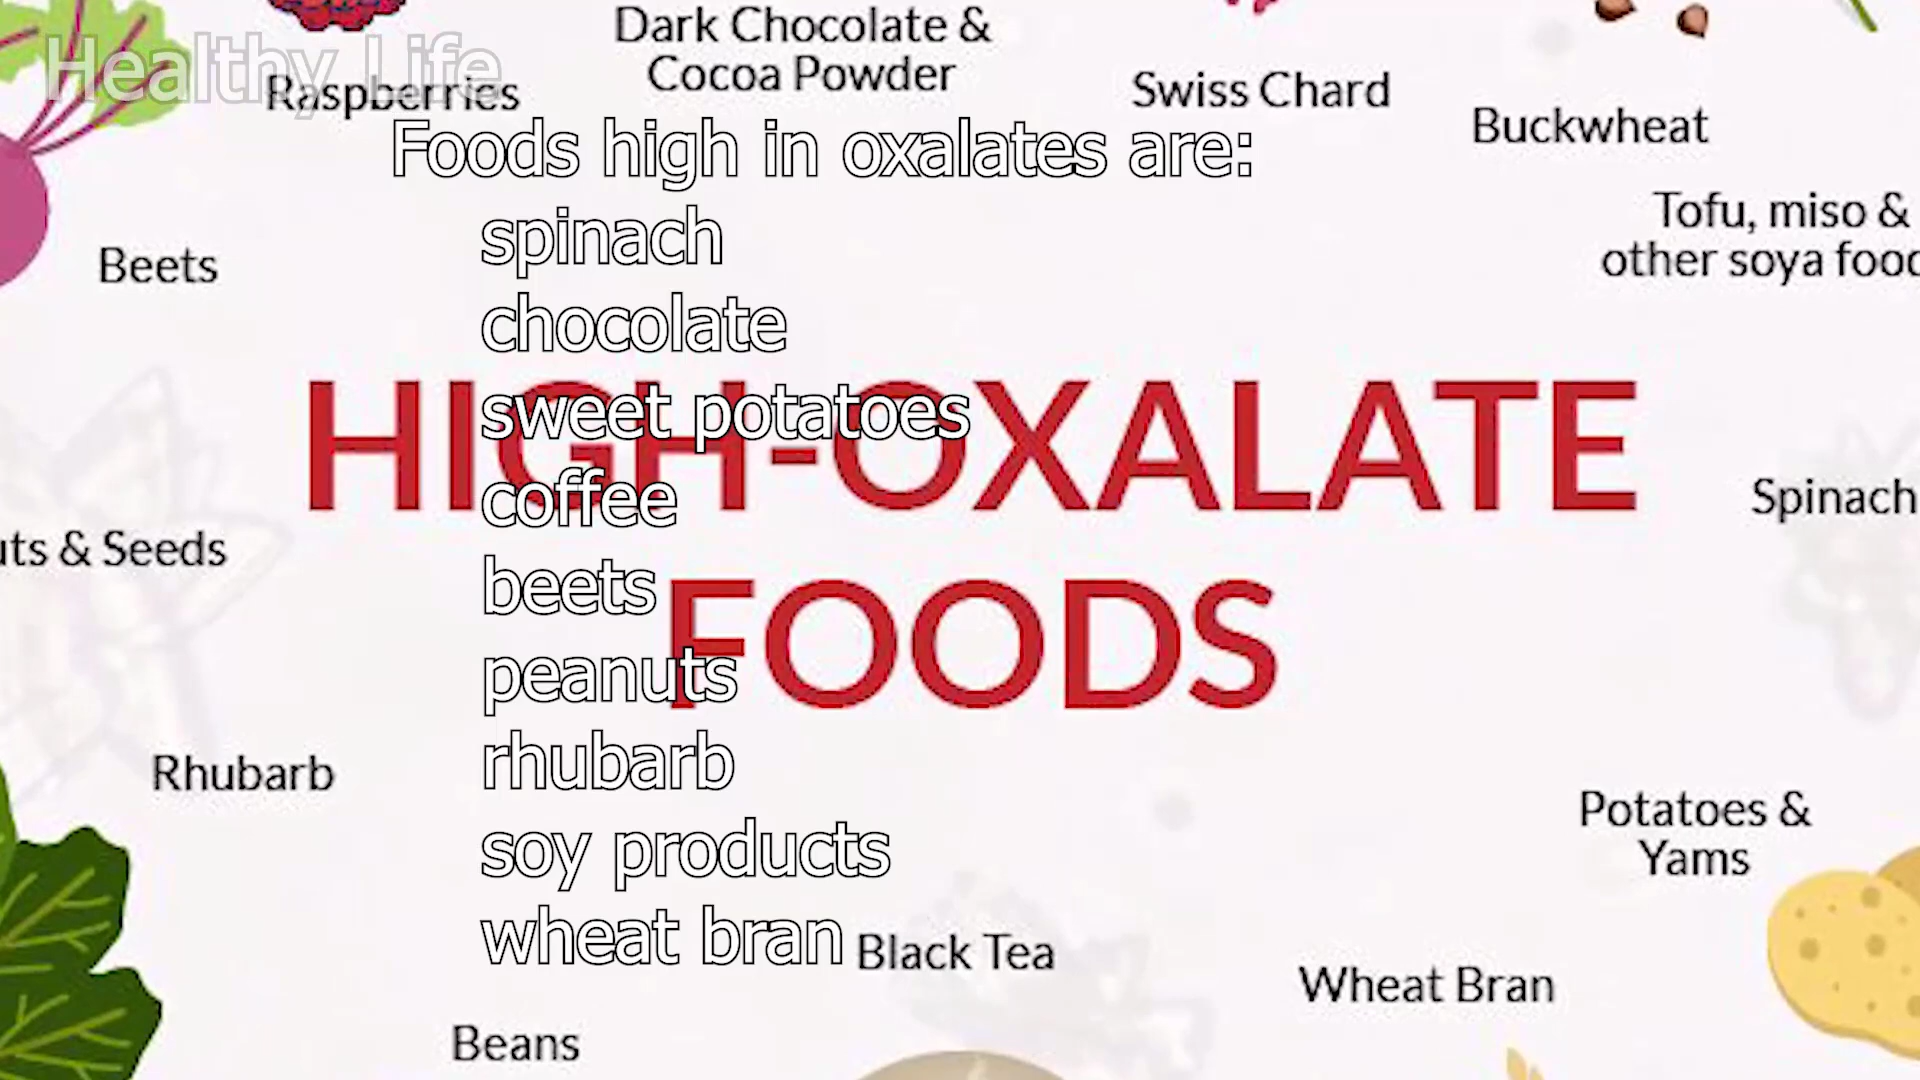 Healthy Life
Raspberries
Dark Chocolate &
Cocoa Powder
Swiss Chard
Buckwheat
Foods high in oxalates are:
spinach
chocolate
sweet potatoes
coffee
beets
peanuts
rhubarb
soy products
wheat bran
Beets
Tofu, miso &
other soya
HIGH-OXALATE
FOODS
Spinach
& Seeds
Rhubarb
Potatoes &
Yams
Black Tea
Wheat Bran
Beans